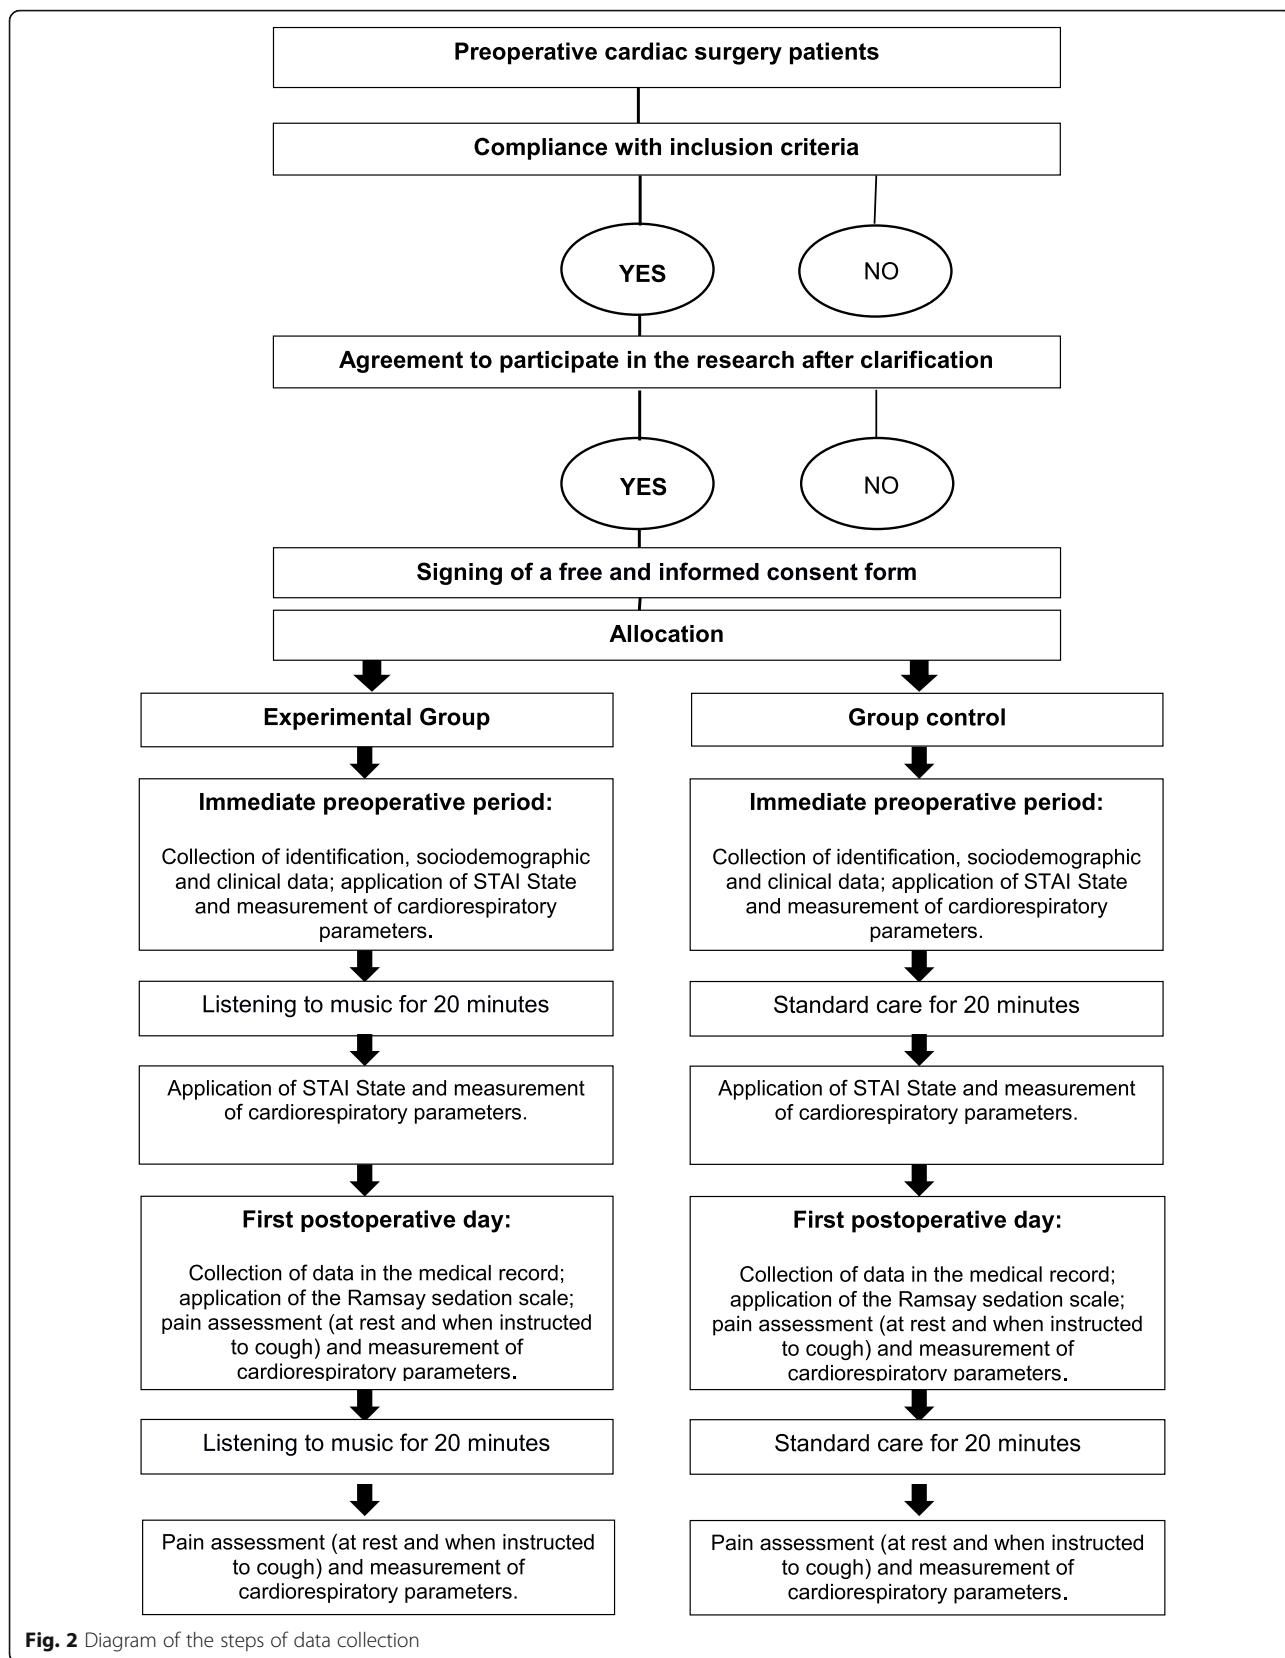 Preoperative cardiac surgery patients
Compliance with inclusion criteria
YES
NO
Agreement to participate in the research after clarification
YES
NO
Signing of a free and informed consent form
Allocation
Experimental Group
Group control
Immediate preoperative period:
Collection of identification, sociodemographic
and clinical data; application of STAI State
and measurement of cardiorespiratory
parameters.
Immediate preoperative period:
Collection of identification, sociodemographic
and clinical data; application of STAI State
and measurement of cardiorespiratory
parameters.
Listening to music for 20 minutes
Standard care for 20 minutes
Application of STAI State and measurement
of cardiorespiratory parameters.
Application of STAI State and measurement
of cardiorespiratory parameters.
First postoperative day:
Collection of data in the medical record;
application of the Ramsay sedation scale;
pain assessment (at rest and when instructed
to cough) and measurement of
cardiorespiratory parameters.
First postoperative day:
Collection of data in the medical record;
application of the Ramsay sedation scale;
pain assessment (at rest and when instructed
to cough) and measurement of
cardiorespiratory parameters.
Listening to music for 20 minutes
Standard care for 20 minutes
Pain assessment (at rest and when instructed
to cough) and measurement of
cardiorespiratory parameters.
Pain assessment (at rest and when instructed
to cough) and measurement of
cardiorespiratory parameters.
Fig. 2 Diagram of the steps of data collection